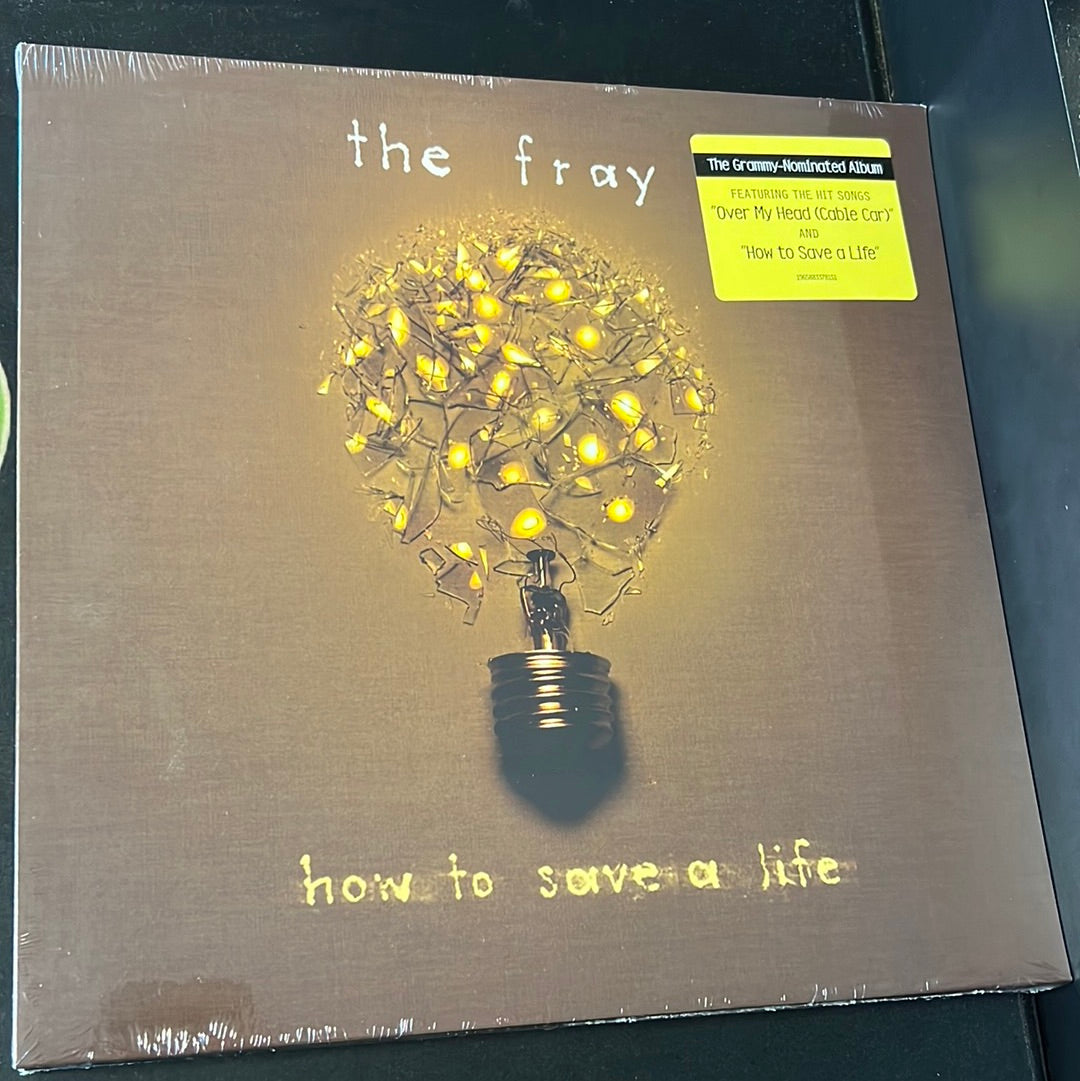 the fray
The Grammy-Nominated Album
FEATURING THE HIT SONGS
"Over My Head (Cable Car)"
AND
"How to Save a Life"
how to save a life